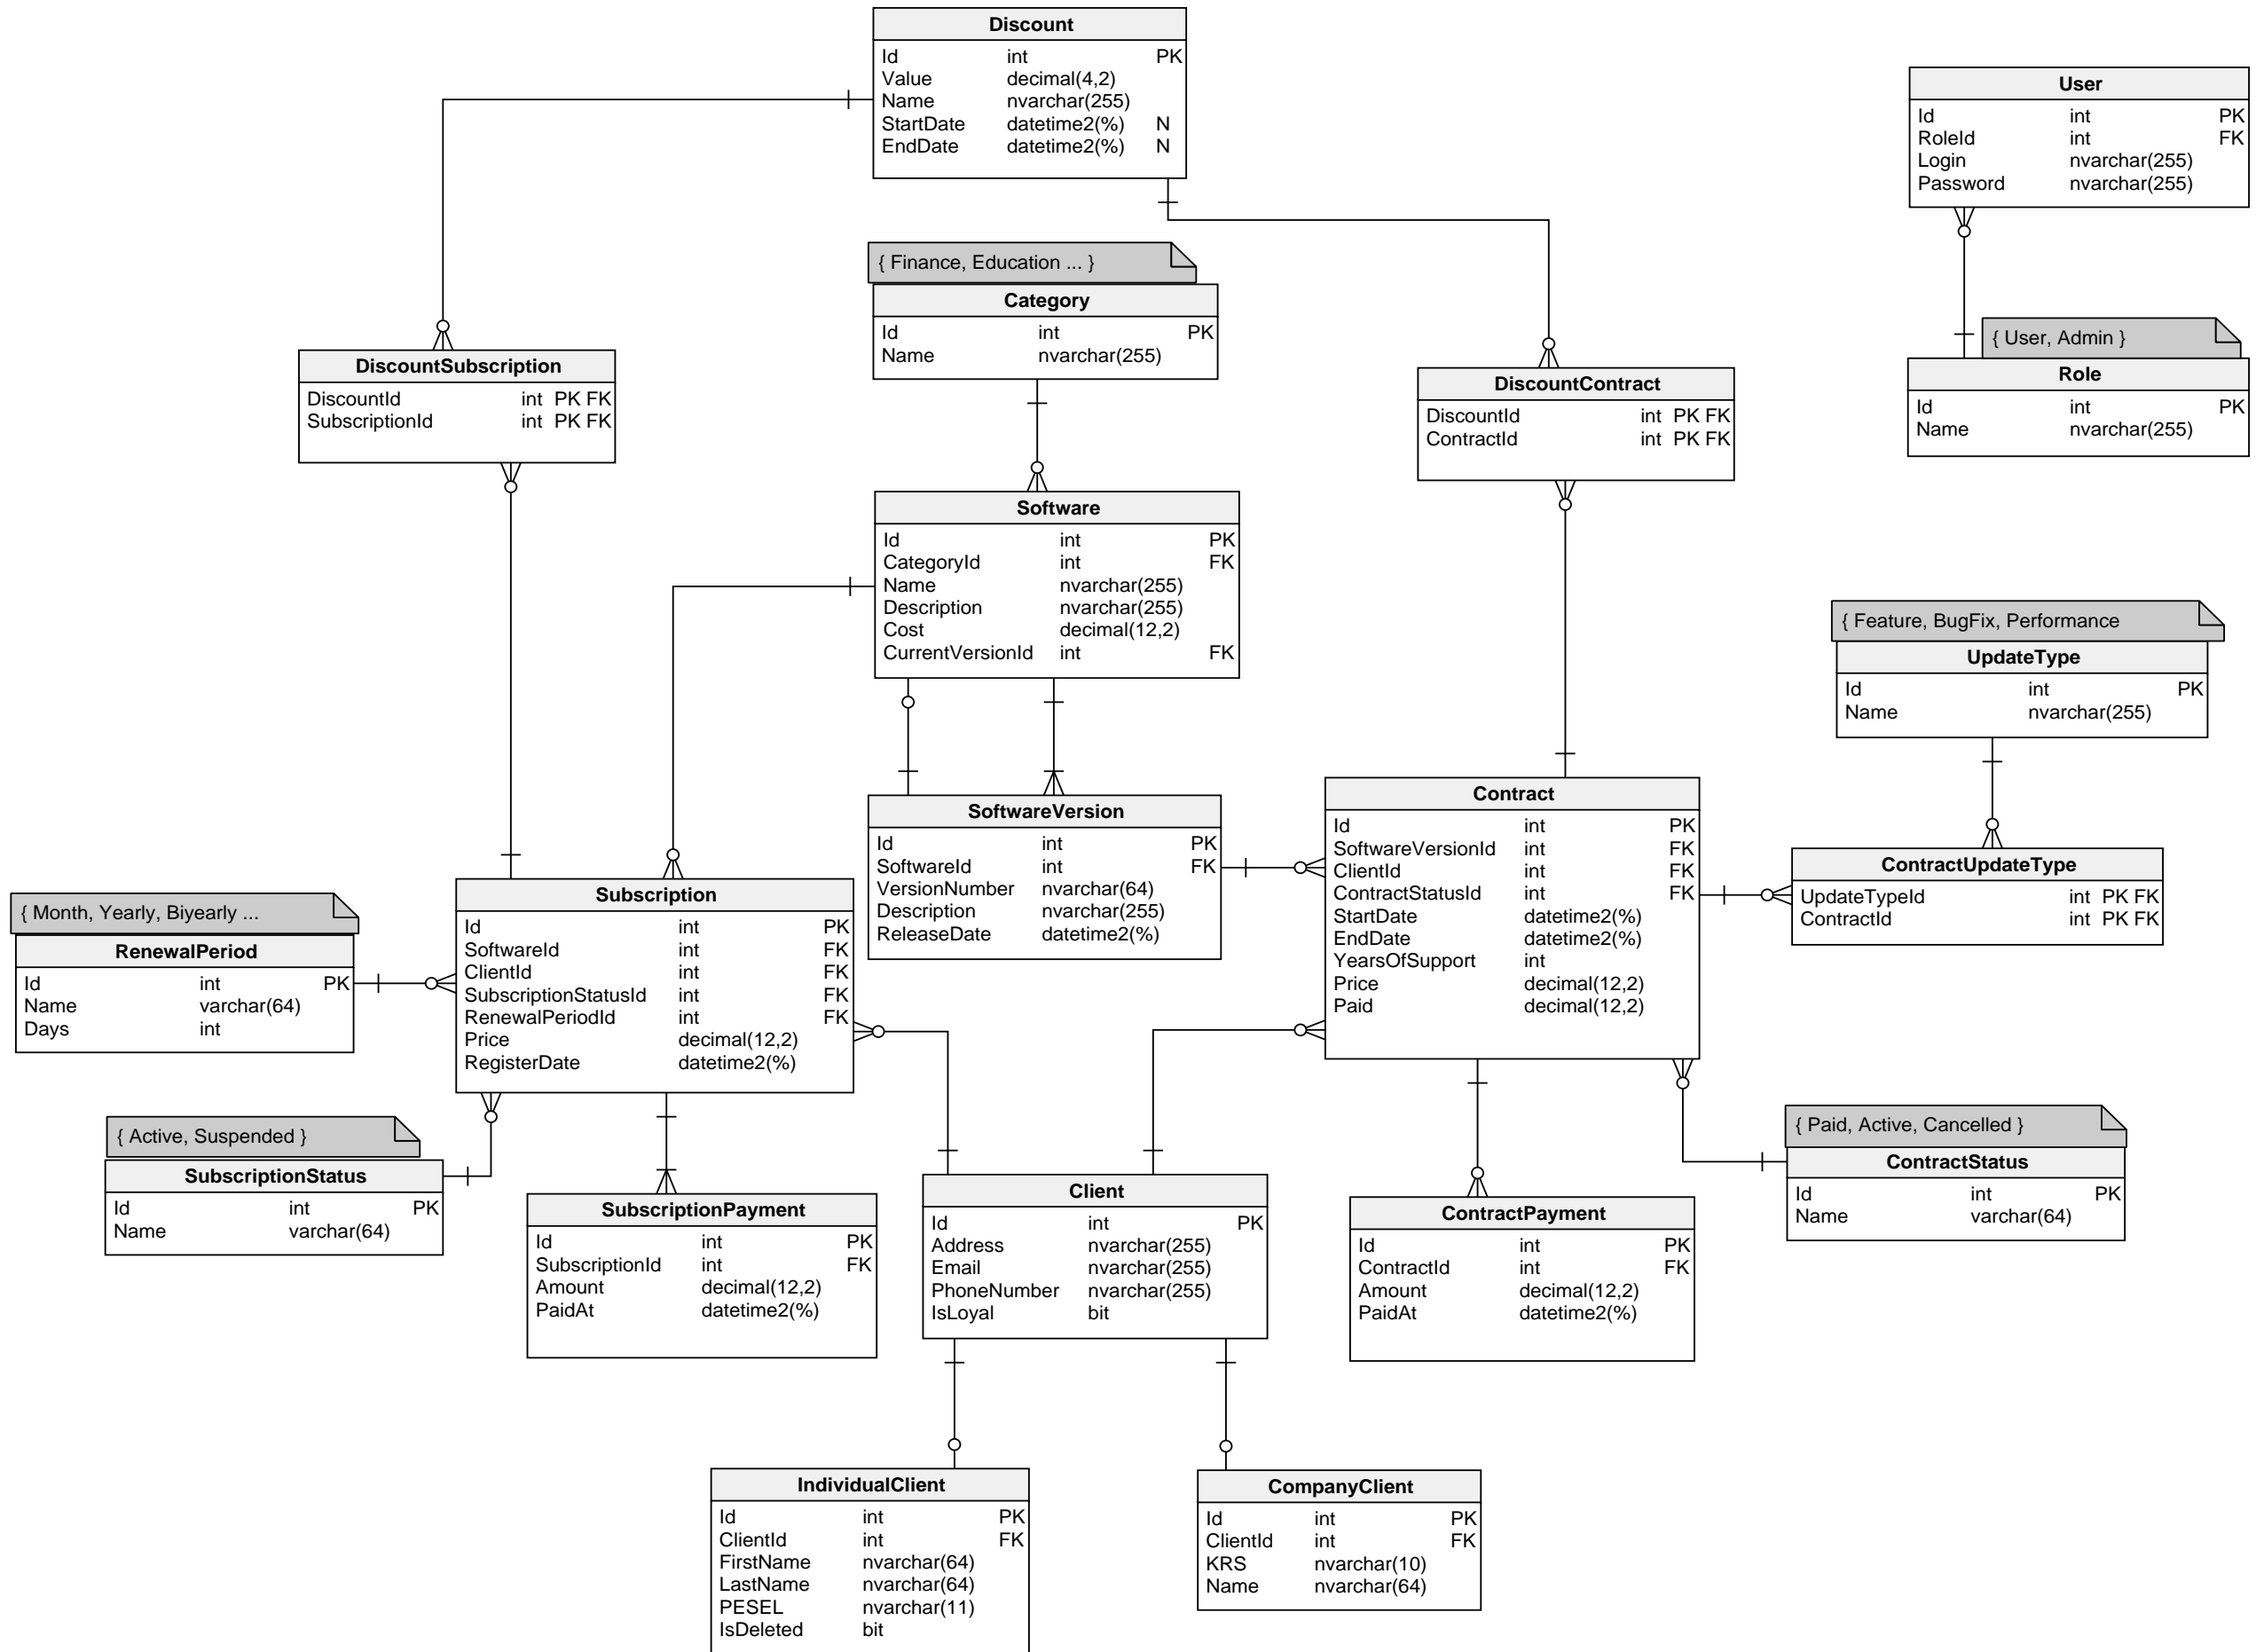 Discount
Id int PK
Value decimal(4,2)
Name nvarchar(255)
StartDate datetime2(%) N
EndDate datetime2(%) N
User
Id int PK
RoleId int FK
Login nvarchar(255)
Password nvarchar(255)
{ Finance, Education ... }
Category
Id int PK
Name nvarchar(255)
{ User, Admin }
Role
Id int PK
Name nvarchar(255)
DiscountSubscription
DiscountId int PK FK
SubscriptionId int PK FK
DiscountContract
DiscountId int PK FK
ContractId int PK FK
Software
Id int PK
CategoryId int FK
Name nvarchar(255)
Description nvarchar(255)
Cost decimal(12,2)
CurrentVersionId int FK
{ Feature, BugFix, Performance
UpdateType
Id int PK
Name nvarchar(255)
SoftwareVersion
Id int PK
SoftwareId int FK
VersionNumber nvarchar(64)
Description nvarchar(255)
ReleaseDate datetime2(%)
Contract
Id int PK
SoftwareVersionId int FK
ClientId int FK
ContractStatusId int FK
StartDate datetime2(%)
EndDate datetime2(%)
YearsOfSupport int
Price decimal(12,2)
Paid decimal(12,2)
ContractUpdateType
UpdateTypeId int PK FK
ContractId int PK FK
{ Month, Yearly, Biyearly ...
RenewalPeriod
Id int PK
Name varchar(64)
Days int
Subscription
Id int PK
SoftwareId int FK
ClientId int FK
SubscriptionStatusId int FK
RenewalPeriodId int FK
Price decimal(12,2)
RegisterDate datetime2(%)
{ Active, Suspended }
SubscriptionStatus
Id int PK
Name varchar(64)
SubscriptionPayment
Id int PK
SubscriptionId int FK
Amount decimal(12,2)
PaidAt datetime2(%)
Client
Id int PK
Address nvarchar(255)
Email nvarchar(255)
PhoneNumber nvarchar(255)
IsLoyal bit
ContractPayment
Id int PK
ContractId int FK
Amount decimal(12,2)
PaidAt datetime2(%)
{ Paid, Active, Cancelled }
ContractStatus
Id int PK
Name varchar(64)
IndividualClient
Id int PK
ClientId int FK
FirstName nvarchar(64)
LastName nvarchar(64)
PESEL nvarchar(11)
IsDeleted bit
CompanyClient
Id int PK
ClientId int FK
KRS nvarchar(10)
Name nvarchar(64)